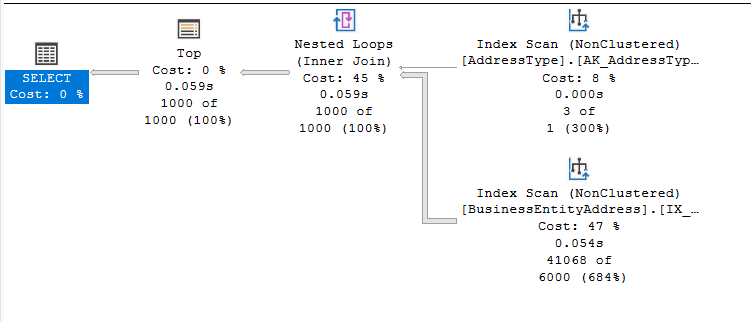 SELECT
Cost: 0 %
Top
Cost: 0 %
0.059s
1000 of
1000 (100%)
Nested Loops
(Inner Join)
Cost: 45 %
0.059s
1000 of
1000 (100%)
Index Scan (NonClustered)
[AddressType].[AK_AddressTyp…
Cost: 8 %
0.000s
3 of
1 (300%)
Index Scan (NonClustered)
[BusinessEntityAddress].[IX_…
Cost: 47 %
0.054s
41068 of
6000 (684%)